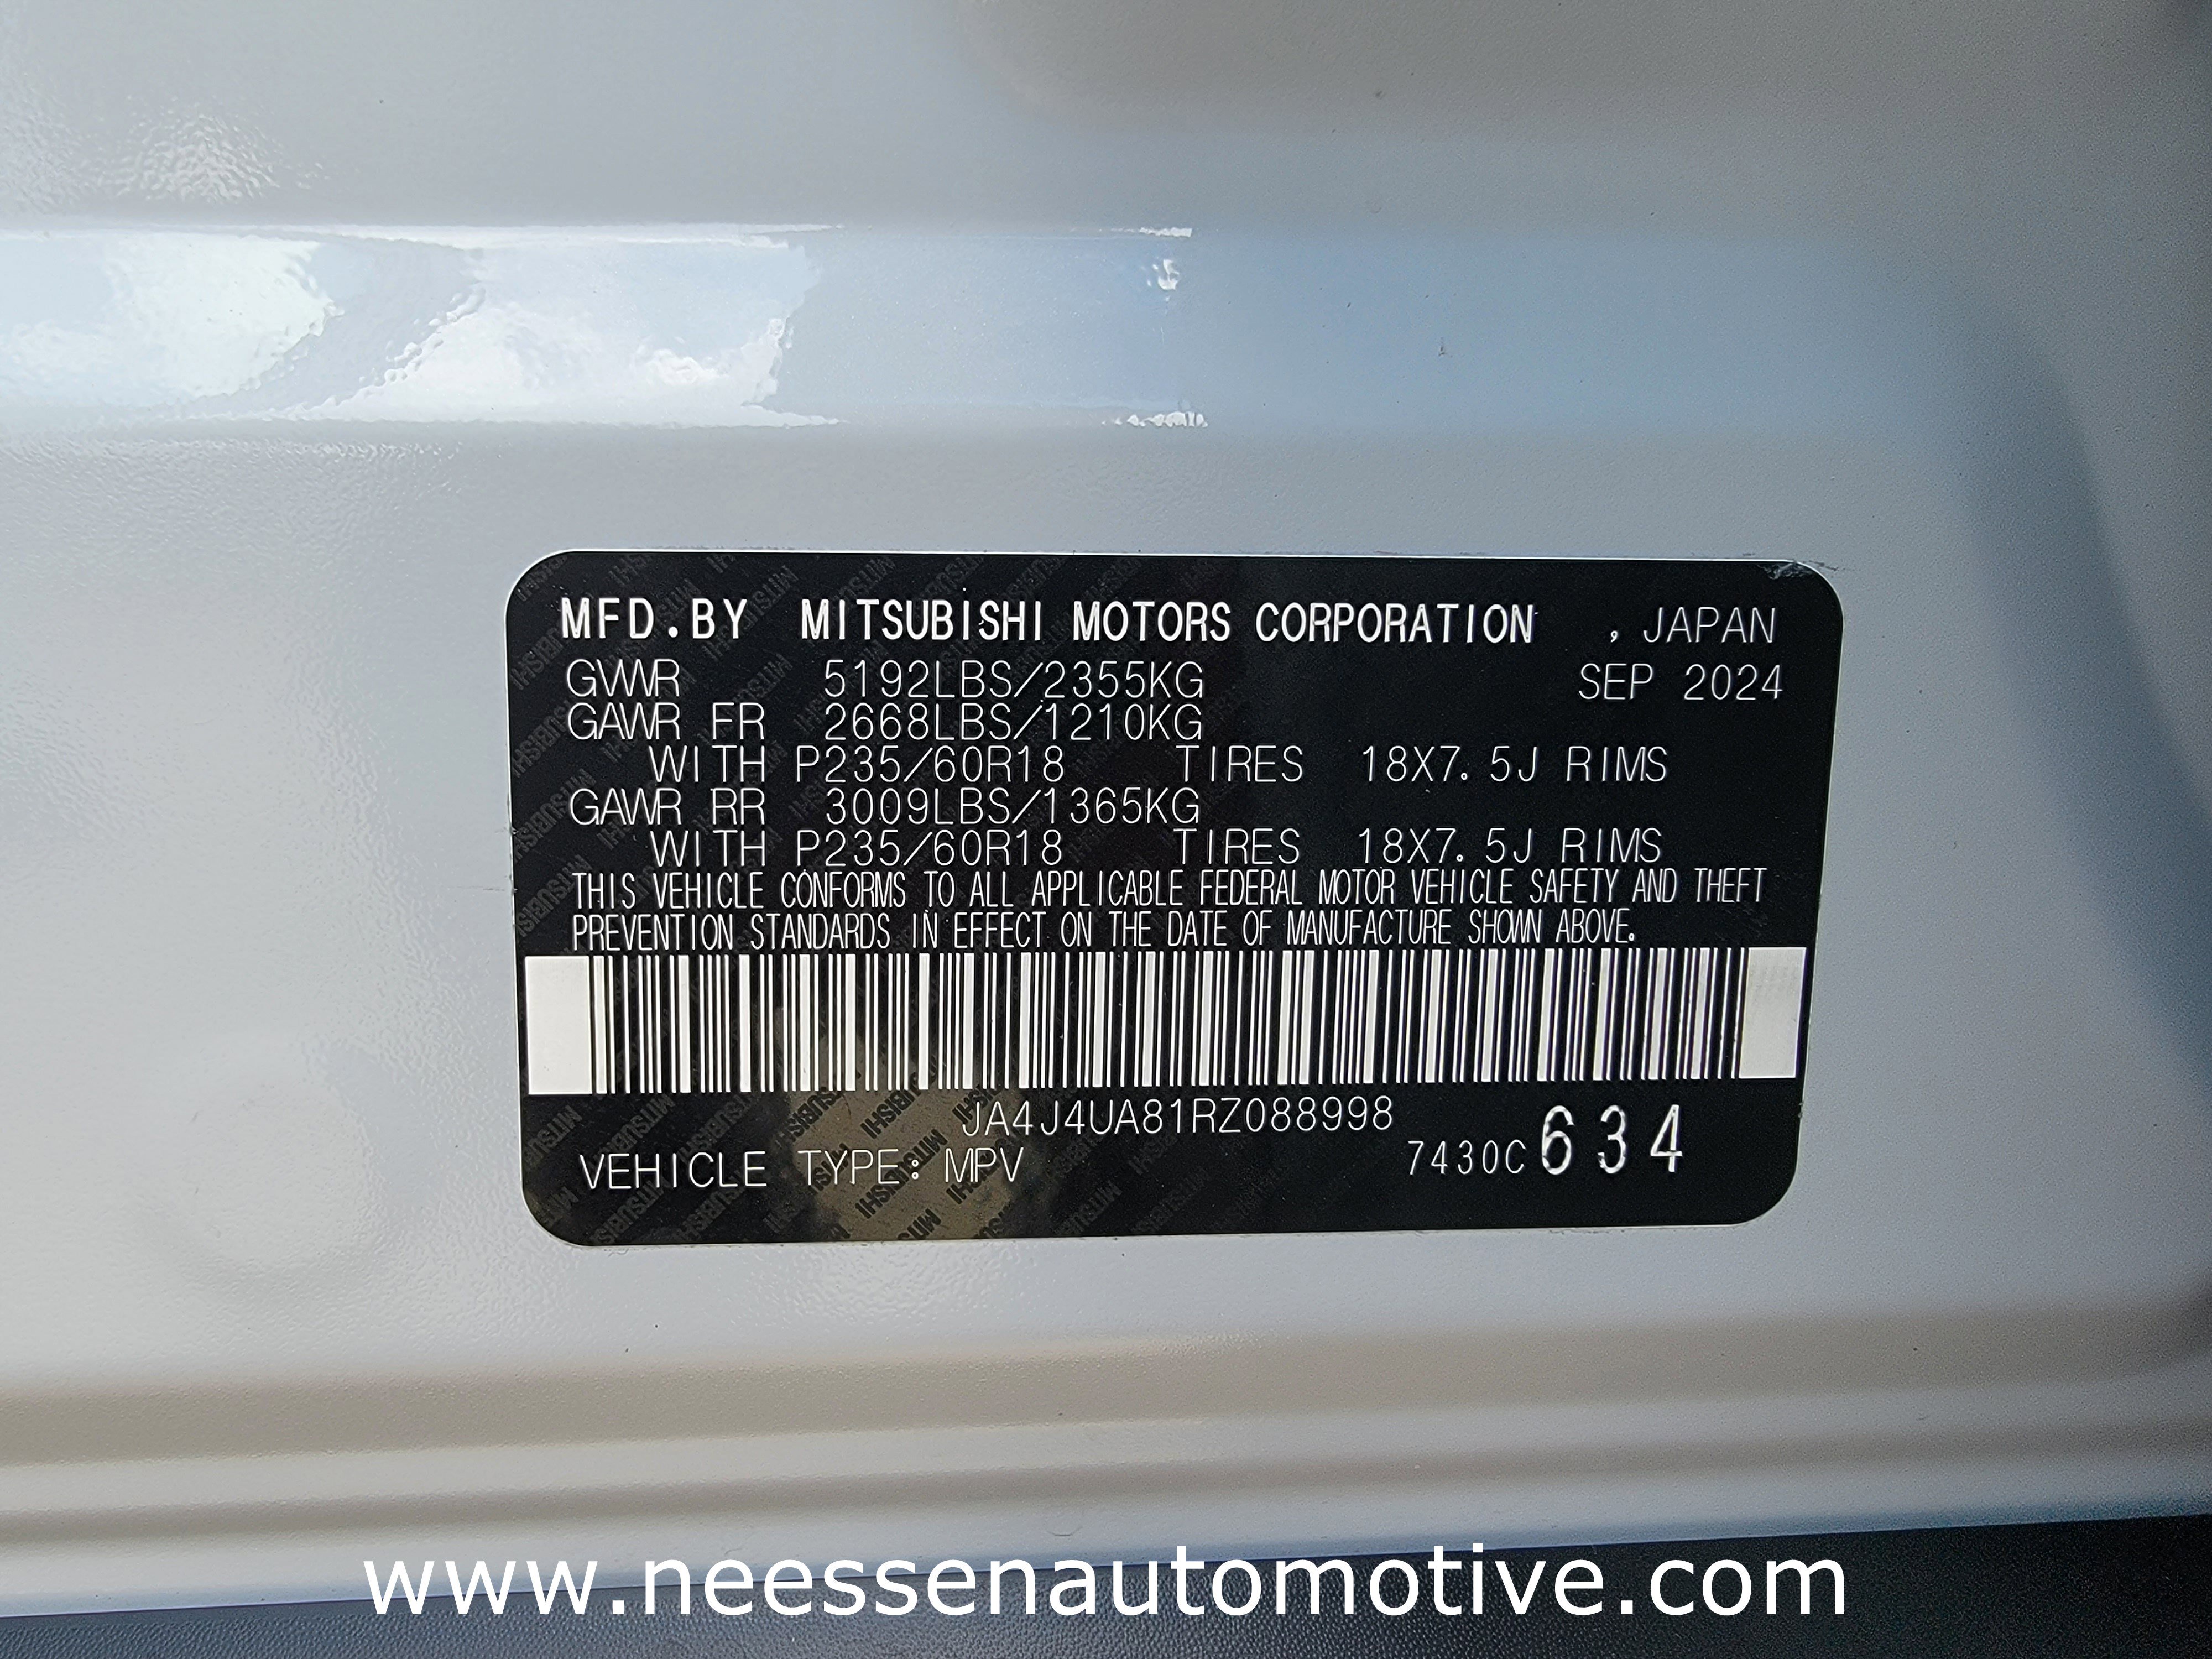 MFD.BY MITSUBISHI MOTORS CORPORATION , JAPAN
GVWR 5192LBS/2355KG SEP 2024
GAWR FR 2668LBS/1210KG
WITH P235/60R18 TIRES 18X7.5J RIMS
GAWR RR 3009LBS/1365KG
WITH P235/60R18 TIRES 18X7.5J RIMS
THIS VEHICLE CONFORMS TO ALL APPLICABLE FEDERAL MOTOR VEHICLE SAFETY AND THEFT
PREVENTION STANDARDS IN EFFECT ON THE DATE OF MANUFACTURE SHOWN ABOVE.
JA4J4UA81RZ088998
VEHICLE TYPE: MPV 7430C 634
www.neessenautomotive.com